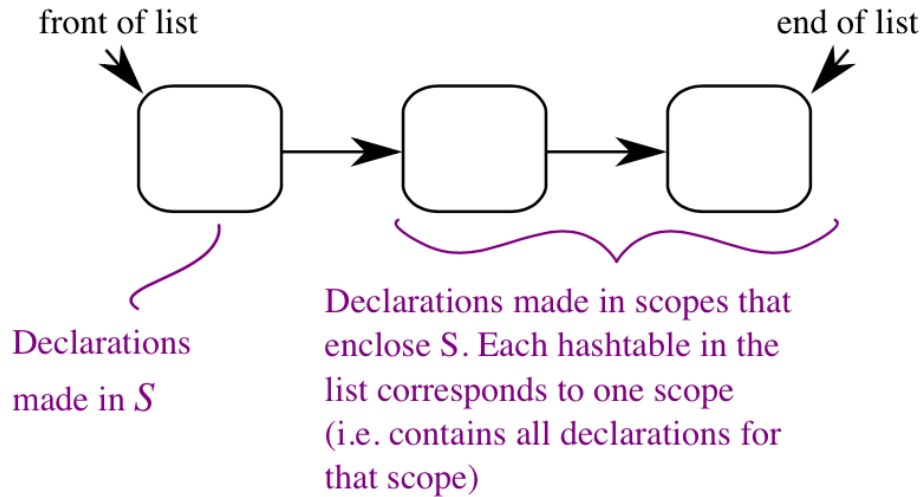 front of list
end of list
Declarations
made in S
Declarations made in scopes that
enclose S. Each hashtable in the
list corresponds to one scope
(i.e. contains all declarations for
that scope)